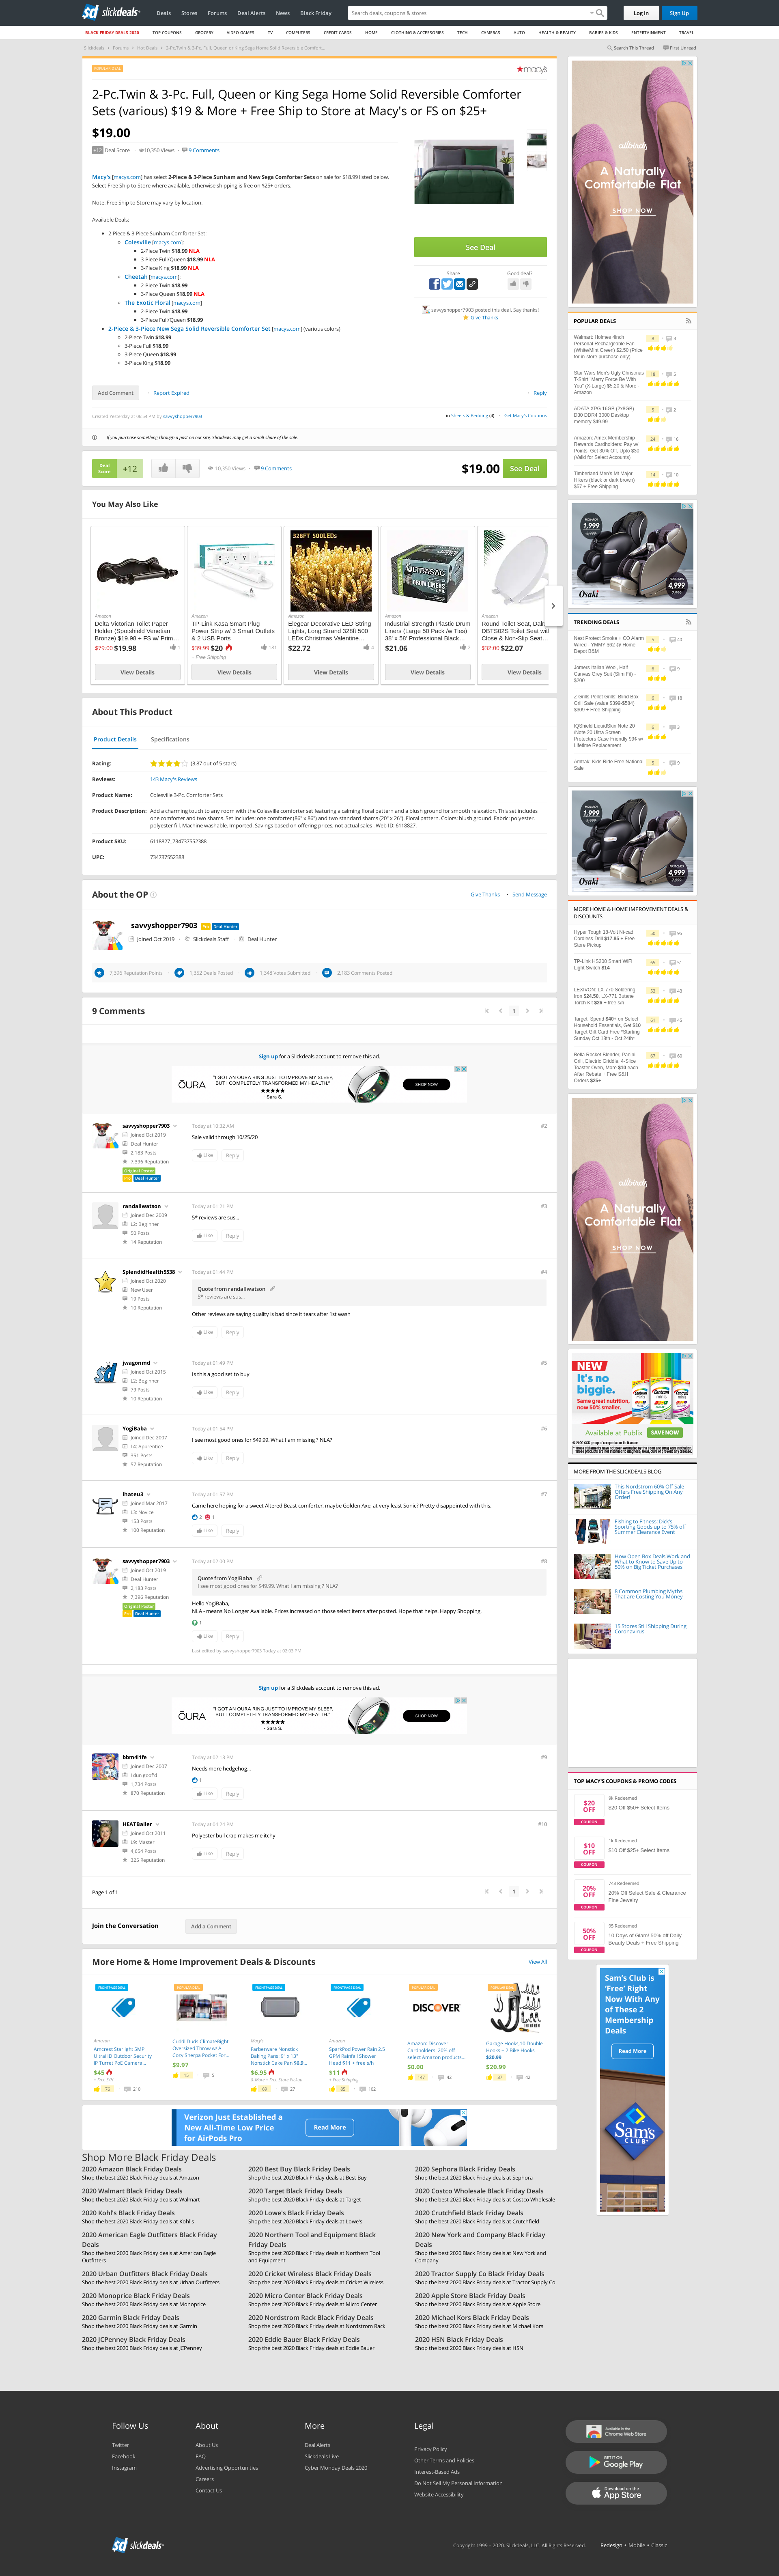 slickdeals
Deals
Stores
Forums
Deal Alerts
News
Black Friday
Search deals, coupons & stores
Log In
Sign Up
BLACK FRIDAY DEALS 2020
TOP COUPONS
GROCERY
VIDEO GAMES
TV
COMPUTERS
CREDIT CARDS
HOME
CLOTHING & ACCESSORIES
TECH
CAMERAS
AUTO
HEALTH & BEAUTY
BABIES & KIDS
ENTERTAINMENT
TRAVEL
Slickdeals > Forums > Hot Deals > 2-Pc.Twin & 3-Pc. Full, Queen or King Sega Home Solid Reversible Comfort...
Search This Thread
First Unread
★macy's
2-Pc.Twin & 3-Pc. Full, Queen or King Sega Home Solid Reversible Comforter
Sets (various) $19 & More + Free Ship to Store at Macy's or FS on $25+
$19.00
+12 Deal Score
10,350 Views
9 Comments
Macy's [macys.com] has select 2-Piece & 3-Piece Sunham and New Sega Comforter Sets on sale for $18.99 listed below.
Select Free Ship to Store where available, otherwise shipping is free on $25+ orders.
Note: Free Ship to Store may vary by location.
Available Deals:
2-Piece & 3-Piece Sunham Comforter Set:
Colesville [macys.com]:
2-Piece Twin $18.99 NLA
3-Piece Full/Queen $18.99 NLA
3-Piece King $18.99 NLA
Cheetah [macys.com]:
2-Piece Twin $18.99
3-Piece Queen $18.99 NLA
The Exotic Floral [macys.com]
2-Piece Twin $18.99
3-Piece Full/Queen $18.99
2-Piece & 3-Piece New Sega Solid Reversible Comforter Set [macys.com] (various colors)
2-Piece Twin $18.99
3-Piece Full $18.99
3-Piece Queen $18.99
3-Piece King $18.99
See Deal
Share
Good deal?
savvyshopper7903 posted this deal. Say thanks!
Give Thanks
Add Comment
Report Expired
Reply
Created Yesterday at 06:54 PM by savvyshopper7903
in Sheets & Bedding (4)
Get Macy's Coupons
If you purchase something through a post on our site, Slickdeals may get a small share of the sale.
Deal
Score
+12
10,350 Views
9 Comments
$19.00
See Deal
You May Also Like
Amazon
Delta Victorian Toilet Paper
Holder (Spotshield Venetian
Bronze) $19.98 + FS w/ Prim...
$79.00 $19.98
View Details
Amazon
TP-Link Kasa Smart Plug
Power Strip w/ 3 Smart Outlets
& 2 USB Ports
$39.99 $20
+ Free Shipping
View Details
328FT 500LEDs
Amazon
Elegear Decorative LED String
Lights, Long Strand 328ft 500
LEDs Christmas Valentine...
$22.72
View Details
ULTRASAC
Amazon
Industrial Strength Plastic Drum
Liners (Large 50 Pack /w Ties)
38" x 58" Professional Black...
$21.06
View Details
Amazon
Round Toilet Seat, Dals
DBTS02S Toilet Seat with
Close & Non-Slip Seat...
$32.00 $22.07
View Details
About This Product
Product Details
Specifications
Rating:
(3.87 out of 5 stars)
Reviews:
143 Macy's Reviews
Product Name:
Colesville 3-Pc. Comforter Sets
Product Description:
Add a charming touch to any room with the Colesville comforter set featuring a calming floral pattern and a blush ground for smooth relaxation. This set includes
one comforter and two shams. Set includes: one comforter (86" x 86") and two standard shams (20" x 26"). Floral pattern. Colors: blush ground. Fabric: polyester.
polyester fill. Machine washable. Imported. Savings based on offering prices, not actual sales . Web ID: 6118827.
Product SKU:
6118827_734737552388
UPC:
734737552388
About the OP
Give Thanks
Send Message
savvyshopper7903 Pro Deal Hunter
Joined Oct 2019
Slickdeals Staff
Deal Hunter
7,396 Reputation Points
1,352 Deals Posted
1,348 Votes Submitted
2,183 Comments Posted
9 Comments
1
Sign up for a Slickdeals account to remove this ad.
ŌURA
"I GOT AN OURA RING JUST TO IMPROVE MY SLEEP,
BUT I COMPLETELY TRANSFORMED MY HEALTH."
★★★★★
- Sara S.
SHOP NOW
savvyshopper7903
Joined Oct 2019
Deal Hunter
2,183 Posts
7,396 Reputation
Original Poster
Pro Deal Hunter
Today at 10:32 AM
#2
Sale valid through 10/25/20
Like
Reply
randallwatson
Joined Dec 2009
L2: Beginner
50 Posts
14 Reputation
Today at 01:21 PM
#3
5* reviews are sus...
Like
Reply
SplendidHealth5538
Joined Oct 2020
New User
19 Posts
10 Reputation
Today at 01:44 PM
#4
Quote from randallwatson
5* reviews are sus...
Other reviews are saying quality is bad since it tears after 1st wash
Like
Reply
jwagonmd
Joined Oct 2015
L2: Beginner
79 Posts
10 Reputation
Today at 01:49 PM
#5
Is this a good set to buy
Like
Reply
YogiBaba
Joined Dec 2007
L4: Apprentice
351 Posts
57 Reputation
Today at 01:54 PM
#6
I see most good ones for $49.99. What I am missing ? NLA?
Like
Reply
ihateu3
Joined Mar 2017
L3: Novice
153 Posts
100 Reputation
Today at 01:57 PM
#7
Came here hoping for a sweet Altered Beast comforter, maybe Golden Axe, at very least Sonic? Pretty disappointed with this.
2
1
Like
Reply
savvyshopper7903
Joined Oct 2019
Deal Hunter
2,183 Posts
7,396 Reputation
Original Poster
Pro Deal Hunter
Today at 02:00 PM
#8
Quote from YogiBaba
I see most good ones for $49.99. What I am missing ? NLA?
Hello YogiBaba,
NLA - means No Longer Available. Prices increased on those select items after posted. Hope that helps. Happy Shopping.
1
Like
Reply
Last edited by savvyshopper7903 Today at 02:03 PM.
Sign up for a Slickdeals account to remove this ad.
ŌURA
"I GOT AN OURA RING JUST TO IMPROVE MY SLEEP,
BUT I COMPLETELY TRANSFORMED MY HEALTH."
★★★★★
- Sara S.
SHOP NOW
bbm4l1fe
Joined Dec 2007
I dun goof'd
1,734 Posts
870 Reputation
Today at 02:13 PM
#9
Needs more hedgehog...
1
Like
Reply
HEATBaller
Joined Oct 2011
L9: Master
4,654 Posts
325 Reputation
Today at 04:24 PM
#10
Polyester bull crap makes me itchy
Like
Reply
Page 1 of 1
1
Join the Conversation
Add a Comment
More Home & Home Improvement Deals & Discounts
View All
Amazon
Amcrest Starlight 5MP
UltraHD Outdoor Security
IP Turret PoE Camera...
$45
+ Free S/H
76
210
Cuddl Duds ClimateRight
Oversized Throw w/ A
Cozy Sherpa Pocket For...
$9.97
15
5
Macy's
Farberware Nonstick
Baking Pans: 9" x 13"
Nonstick Cake Pan $6.9...
$6.95
& More + Free Store Pickup
69
27
Amazon
SparkPod Power Rain 2.5
GPM Rainfall Shower
Head $11 + free s/h
$11
+ Free Shipping
85
102
DISCOVER
Amazon: Discover
Cardholders: 20% off
select Amazon products...
$0.00
147
42
Garage Hooks,10 Double
Hooks + 2 Bike Hooks
$20.99
$20.99
87
42
Verizon Just Established a
New All-Time Low Price
for AirPods Pro
Read More
Shop More Black Friday Deals
2020 Amazon Black Friday Deals
Shop the best 2020 Black Friday deals at Amazon
2020 Best Buy Black Friday Deals
Shop the best 2020 Black Friday deals at Best Buy
2020 Sephora Black Friday Deals
Shop the best 2020 Black Friday deals at Sephora
2020 Walmart Black Friday Deals
Shop the best 2020 Black Friday deals at Walmart
2020 Target Black Friday Deals
Shop the best 2020 Black Friday deals at Target
2020 Costco Wholesale Black Friday Deals
Shop the best 2020 Black Friday deals at Costco Wholesale
2020 Kohl's Black Friday Deals
Shop the best 2020 Black Friday deals at Kohl's
2020 Lowe's Black Friday Deals
Shop the best 2020 Black Friday deals at Lowe's
2020 Crutchfield Black Friday Deals
Shop the best 2020 Black Friday deals at Crutchfield
2020 American Eagle Outfitters Black Friday
Deals
Shop the best 2020 Black Friday deals at American Eagle
Outfitters
2020 Northern Tool and Equipment Black
Friday Deals
Shop the best 2020 Black Friday deals at Northern Tool
and Equipment
2020 New York and Company Black Friday
Deals
Shop the best 2020 Black Friday deals at New York and
Company
2020 Urban Outfitters Black Friday Deals
Shop the best 2020 Black Friday deals at Urban Outfitters
2020 Cricket Wireless Black Friday Deals
Shop the best 2020 Black Friday deals at Cricket Wireless
2020 Tractor Supply Co Black Friday Deals
Shop the best 2020 Black Friday deals at Tractor Supply Co
2020 Monoprice Black Friday Deals
Shop the best 2020 Black Friday deals at Monoprice
2020 Micro Center Black Friday Deals
Shop the best 2020 Black Friday deals at Micro Center
2020 Apple Store Black Friday Deals
Shop the best 2020 Black Friday deals at Apple Store
2020 Garmin Black Friday Deals
Shop the best 2020 Black Friday deals at Garmin
2020 Nordstrom Rack Black Friday Deals
Shop the best 2020 Black Friday deals at Nordstrom Rack
2020 Michael Kors Black Friday Deals
Shop the best 2020 Black Friday deals at Michael Kors
2020 JCPenney Black Friday Deals
Shop the best 2020 Black Friday deals at JCPenney
2020 Eddie Bauer Black Friday Deals
Shop the best 2020 Black Friday deals at Eddie Bauer
2020 HSN Black Friday Deals
Shop the best 2020 Black Friday deals at HSN
allbirds
A Naturally
Comfortable Flat
SHOP NOW
POPULAR DEALS
Walmart: Holmes 4inch
Personal Rechargeable Fan
(White/Mint Green) $2.50 (Price
for in-store purchase only)
Star Wars Men's Ugly Christmas
T-Shirt "Merry Force Be With
You" (X-Large) $5.20 & More -
Amazon
ADATA XPG 16GB (2x8GB)
D30 DDR4 3000 Desktop
memory $49.99
Amazon: Amex Membership
Rewards Cardholders: Pay w/
Points, Get 30% Off, Upto $30
(Valid for Select Accounts)
Timberland Men's Mt Major
Hikers (black or dark brown)
$57 + Free Shipping
1,999
Osaki
4,999
TRENDING DEALS
Nest Protect Smoke + CO Alarm
Wired - YMMY $62 @ Home
Depot B&M
Jomers Italian Wool, Half
Canvas Grey Suit (Slim Fit) -
$200
Z Grills Pellet Grills: Blind Box
Grill Sale (value $399-$584)
$309 + Free Shipping
IQShield LiquidSkin Note 20
/Note 20 Ultra Screen
Protectors Case Friendly 99¢ w/
Lifetime Replacement
Amtrak: Kids Ride Free National
Sale
1,999
Osaki
4,999
MORE HOME & HOME IMPROVEMENT DEALS &
DISCOUNTS
Hyper Tough 18-Volt Ni-cad
Cordless Drill $17.85 + Free
Store Pickup
TP-Link HS200 Smart WiFi
Light Switch $14
LEXIVON: LX-770 Soldering
Iron $24.50, LX-771 Butane
Torch Kit $26 + free s/h
Target: Spend $40+ on Select
Household Essentials, Get $10
Target Gift Card Free *Starting
Sunday Oct 18th - Oct 24th*
Bella Rocket Blender, Panini
Grill, Electric Griddle, 4-Slice
Toaster Oven, More $10 each
After Rebate + Free S&H
Orders $25+
allbirds
A Naturally
Comfortable Flat
SHOP NOW
NEW
It's no
biggie.
Same great nutrition,
now 50% smaller.
Centrum
Available at Publix
SAVE NOW
MORE FROM THE SLICKDEALS BLOG
This Nordstrom 60% Off Sale
Offers Free Shipping On Any
Order!
Fishing to Fitness: Dick's
Sporting Goods up to 75% off
Summer Clearance Event
How Open Box Deals Work and
What to Know to Save Up to
50% on Big Ticket Purchases
8 Common Plumbing Myths
That are Costing You Money
15 Stores Still Shipping During
Coronavirus
TOP MACY'S COUPONS & PROMO CODES
$20
OFF
COUPON
9k Redeemed
$20 Off $50+ Select Items
$10
OFF
COUPON
1k Redeemed
$10 Off $25+ Select Items
20%
OFF
COUPON
748 Redeemed
20% Off Select Sale & Clearance
Fine Jewelry
50%
OFF
COUPON
10 Days of Glam! 50% off Daily
Beauty Deals + Free Shipping
Sam's Club is
'Free' Right
Now With Any
of These 2
Membership
Deals
Read More
Sam's
CLUB
Follow Us
Twitter
Facebook
Instagram
About
About Us
FAQ
Advertising Opportunities
Careers
Contact Us
More
Deal Alerts
Slickdeals Live
Cyber Monday Deals 2020
Legal
Privacy Policy
Other Terms and Policies
Interest-Based Ads
Do Not Sell My Personal Information
Website Accessibility
Available in the
Chrome Web Store
GET IT ON
Google Play
Download on the
App Store
slickdeals
Copyright 1999 - 2020. Slickdeals, LLC. All Rights Reserved.
Redesign • Mobile • Classic